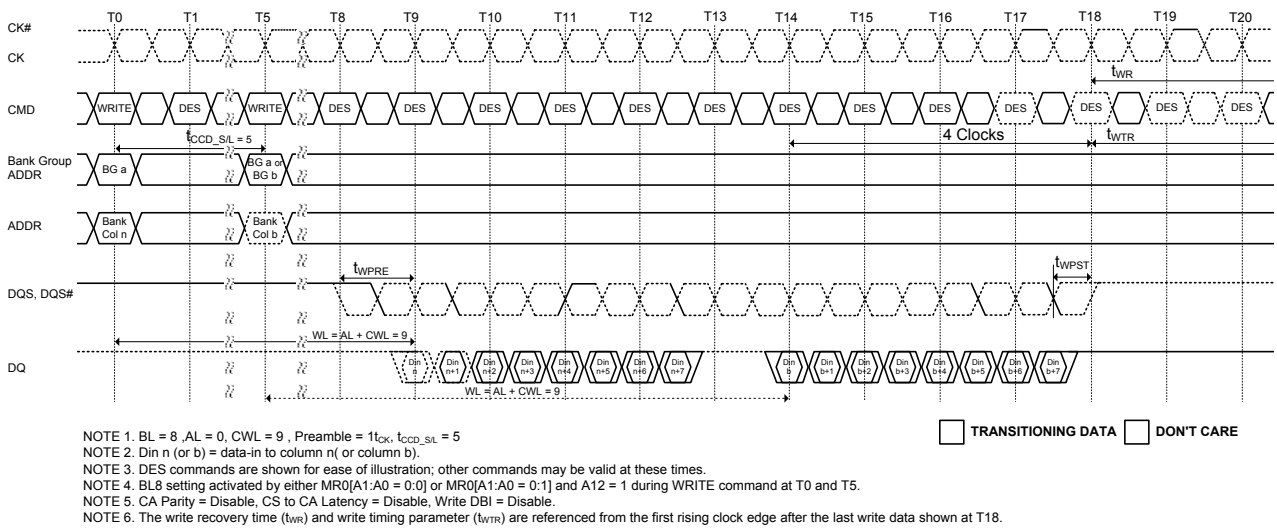 T0 T1 T5 T8 T9 T10 T11 T12 T13 T14 T15 T16 T17 T18 T19 T20
CK#
CK
tWR
CMD
WRITE DES WRITE DES DES DES DES DES DES DES DES DES DES DES DES DES
tCCD_S/L = 5
4 Clocks
tWTR
Bank Group
ADDR
BG a
BG a or
BG b
ADDR
Bank
Col n
Bank
Col b
tWPRE
tWPST
DQS, DQS#
WL = AL + CWL = 9
DQ
Din n Din n+1 Din n+2 Din n+3 Din n+4 Din n+5 Din n+6 Din n+7 Din b Din b+1 Din b+2 Din b+3 Din b+4 Din b+5 Din b+6 Din b+7
WL = AL + CWL = 9
TRANSITIONING DATA DON'T CARE
NOTE 1. BL = 8 ,AL = 0, CWL = 9 , Preamble = 1tCK, tCCD_S/L = 5
NOTE 2. Din n (or b) = data-in to column n( or column b).
NOTE 3. DES commands are shown for ease of illustration; other commands may be valid at these times.
NOTE 4. BL8 setting activated by either MR0[A1:A0 = 0:0] or MR0[A1:A0 = 0:1] and A12 = 1 during WRITE command at T0 and T5.
NOTE 5. CA Parity = Disable, CS to CA Latency = Disable, Write DBI = Disable.
NOTE 6. The write recovery time (tWR) and write timing parameter (tWTR) are referenced from the first rising clock edge after the last write data shown at T18.